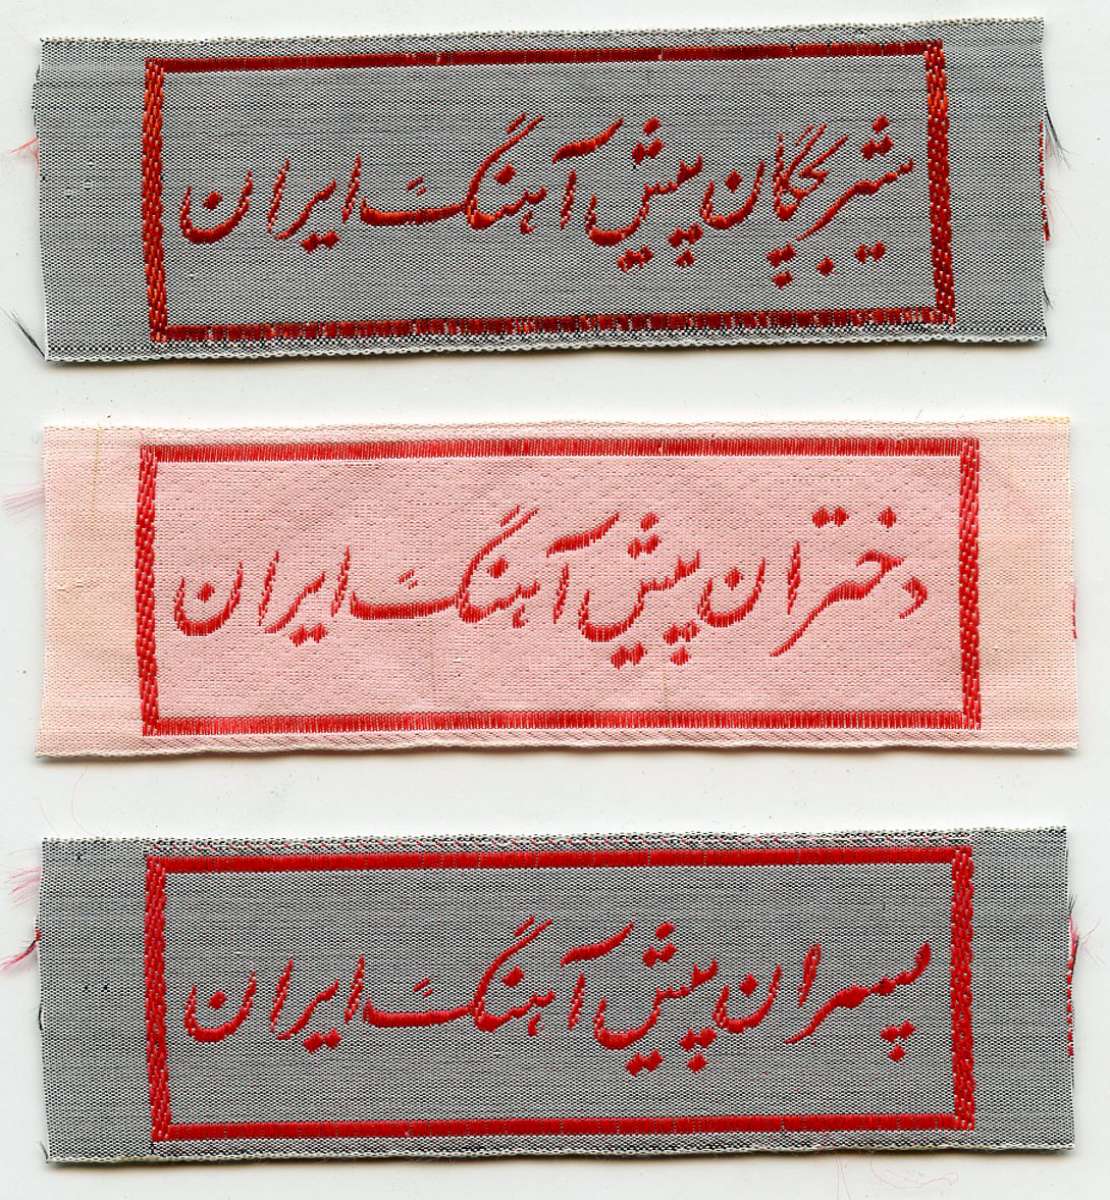 شیربچگان پیش آهنگ ایران
دختران پیش آهنگ ایران
پسران پیش آهنگ ایران